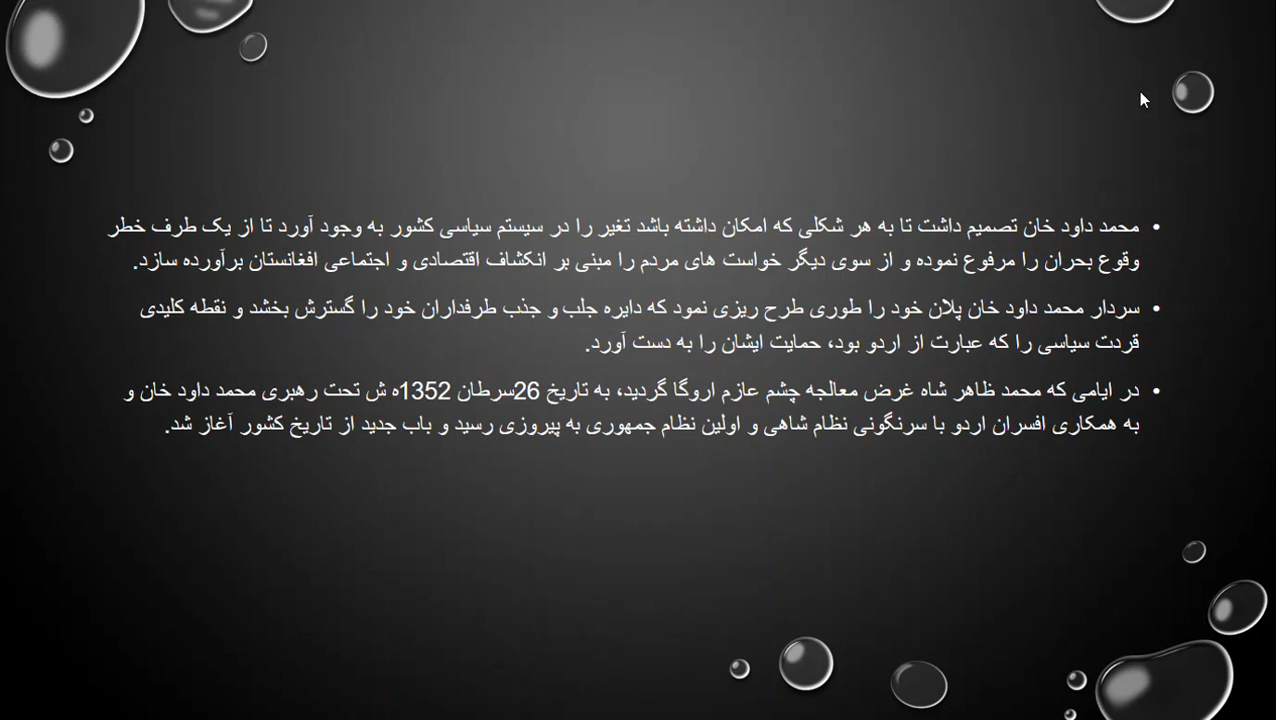 • محمد داود خان تصمیم داشت تا به هر شکلی که امکان داشته باشد تغیر را در سیستم سیاسی کشور به وجود آورد تا از یک طرف خطر
وقوع بحران را مرفوع نموده و از سوی دیگر خواست های مردم را مبنی بر انکشاف اقتصادی و اجتماعی افغانستان برآورده سازد.
• سردار محمد داود خان پلان خود را طوری طرح ریزی نمود که دایره جلب و جذب طرفداران خود را گسترش بخشد و نقطه کلیدی
قردت سیاسی را که عبارت از اردو بود، حمایت ایشان را به دست آورد.
• در ایامی که محمد ظاهر شاه غرض معالجه چشم عازم اروگا گردید، به تاریخ 26سرطان 1352ه ش تحت رهبری محمد داود خان و
به همکاری افسران اردو با سرنگونی نظام شاهی و اولین نظام جمهوری به پیروزی رسید و باب جدید از تاریخ کشور آغاز شد.